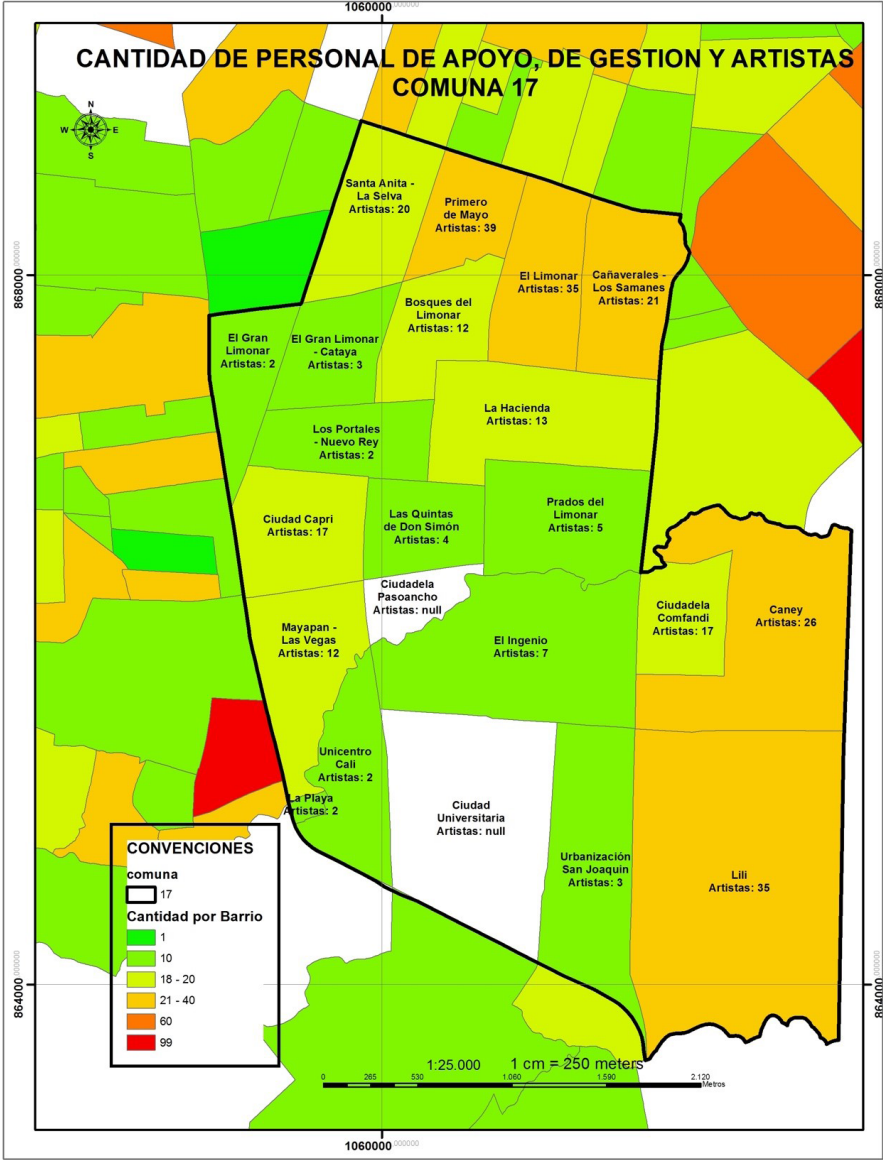 1060000,000000
CANTIDAD DE PERSONAL DE APOYO, DE GESTION Y ARTISTAS
COMUNA 17
N
W E
S
868000,000000
868000,000000
Santa Anita -
La Selva
Artistas: 20
Primero
de Mayo
Artistas: 39
El Limonar
Artistas: 35
Cañaverales -
Los Samanes
Artistas: 21
Bosques del
Limonar
Artistas: 12
El Gran
Limonar
Artistas: 2
El Gran Limonar
- Cataya
Artistas: 3
La Hacienda
Artistas: 13
Los Portales
- Nuevo Rey
Artistas: 2
Ciudad Capri
Artistas: 17
Las Quintas
de Don Simón
Artistas: 4
Prados del
Limonar
Artistas: 5
Ciudadela
Pasoancho
Artistas: null
Ciudadela
Comfandi
Artistas: 17
Caney
Artistas: 26
Mayapan -
Las Vegas
Artistas: 12
El Ingenio
Artistas: 7
Unicentro
Cali
Artistas: 2
La Playa
Artistas: 2
Ciudad
Universitaria
Artistas: null
Urbanización
San Joaquin
Artistas: 3
Lili
Artistas: 35
CONVENCIONES
comuna
17
Cantidad por Barrio
1
10
18 - 20
21 - 40
60
99
864000,000000
864000,000000
1:25.000 1 cm = 250 meters
0 265 530 1.060 1.590 2.120
Metros
1060000,000000